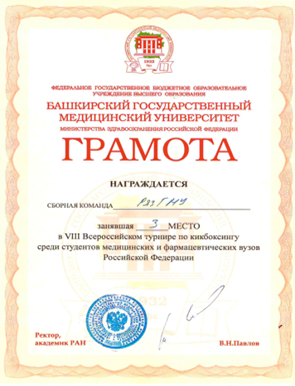 ФЕДЕРАЛЬНОЕ ГОСУДАРСТВЕННОЕ БЮДЖЕТНОЕ ОБРАЗОВАТЕЛЬНОЕ
УЧРЕЖДЕНИЕ ВЫСШЕГО ОБРАЗОВАНИЯ
БАШКИРСКИЙ ГОСУДАРСТВЕННЫЙ
МЕДИЦИНСКИЙ УНИВЕРСИТЕТ
МИНИСТЕРСТВА ЗДРАВООХРАНЕНИЯ РОССИЙСКОЙ ФЕДЕРАЦИИ
ГРАМОТА
НАГРАЖДАЕТСЯ
СБОРНАЯ КОМАНДА
занявшая 3 МЕСТО
в VIII Всероссийском турнире по кикбоксингу
среди студентов медицинских и фармацевтических вузов
Российской Федерации
Ректор,
академик РАН В.Н.Павлов